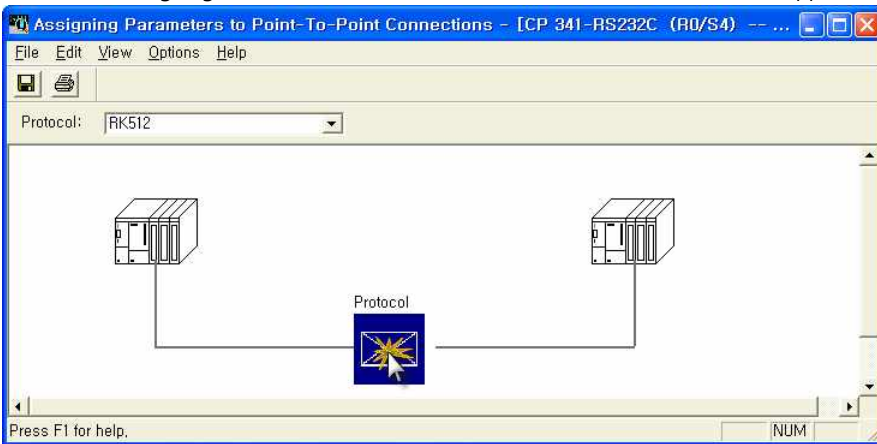 Assigning Parameters to Point-To-Point Connections - [CP 341-RS232C (R0/S4) -- ...
File Edit View Options Help
Protocol: RK512
Protocol
Press F1 for help, NUM